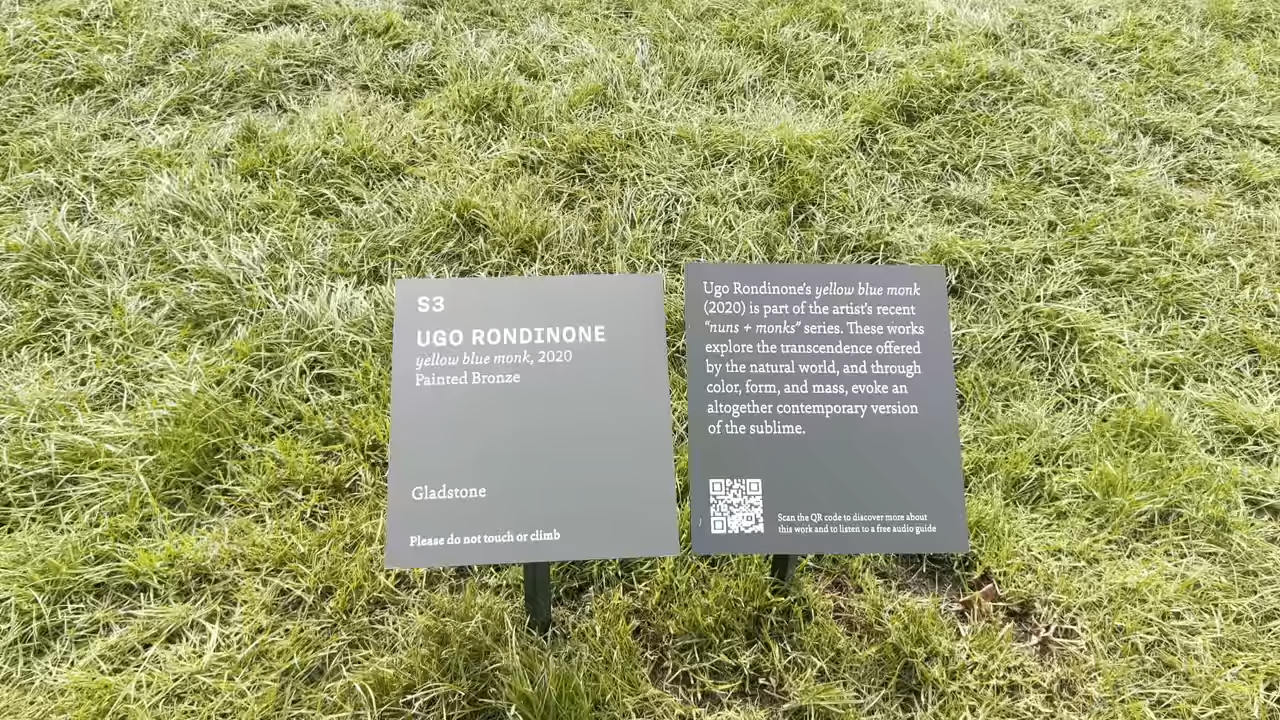 S3
UGO RONDINONE
yellow blue monk, 2020
Painted Bronze
Gladstone
Please do not touch or climb
Ugo Rondinone's yellow blue monk
(2020) is part of the artist's recent
"nuns + monks" series. These works
explore the transcendence offered
by the natural world, and through
color, form, and mass, evoke an
altogether contemporary version
of the sublime.
Scan the QR code to discover more about
this work and to listen to a free audio guide